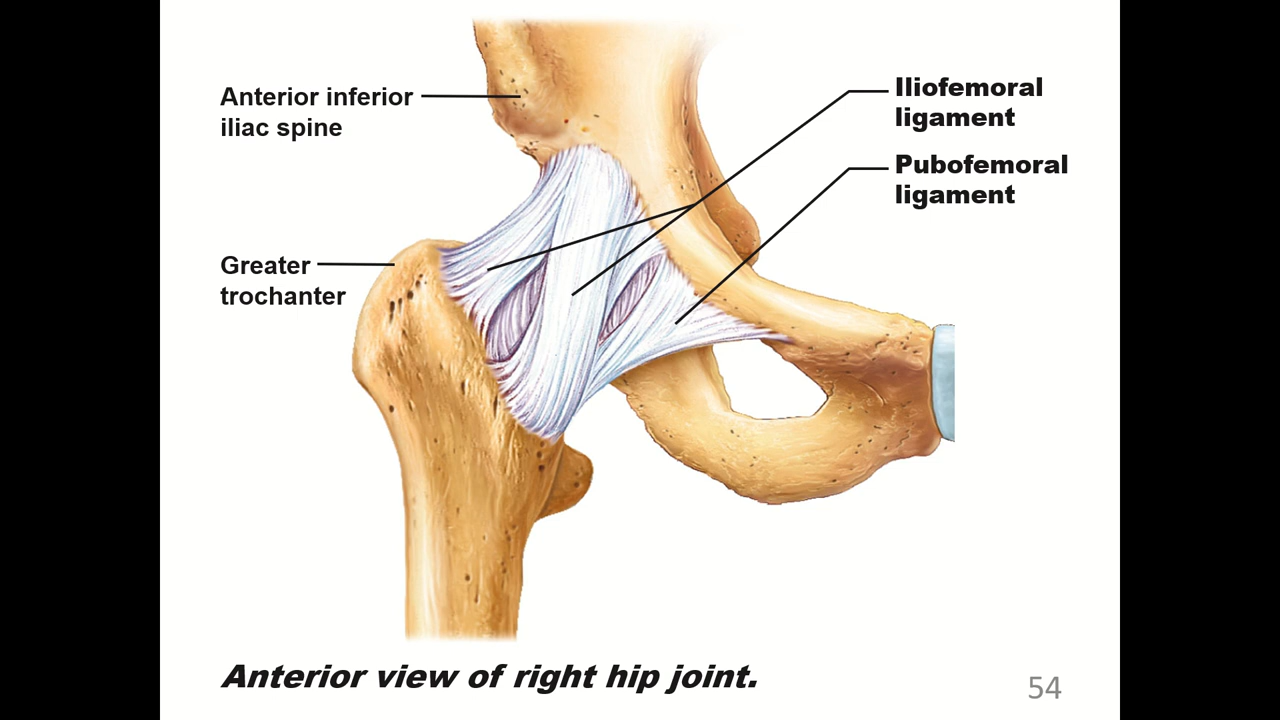 Anterior inferior
iliac spine
Greater
trochanter
Iliofemoral
ligament
Pubofemoral
ligament
Anterior view of right hip joint.
54